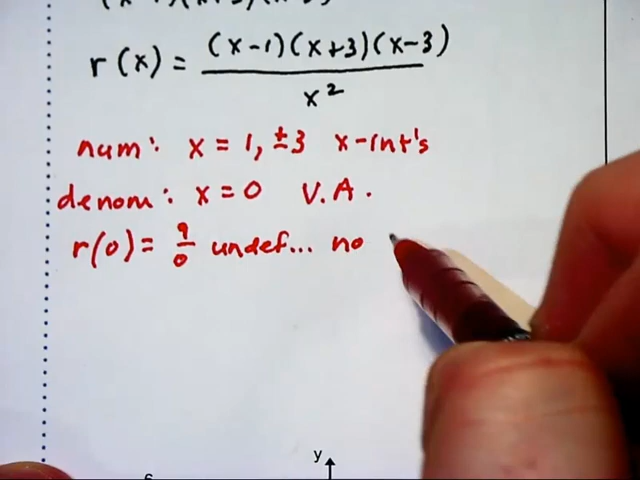 r(x) = (x-1)(x+3)(x-3)
x²
num: x = 1, ±3 x-int's
denom: x = 0 V.A.
r(0) = 9/0 undef... no
y